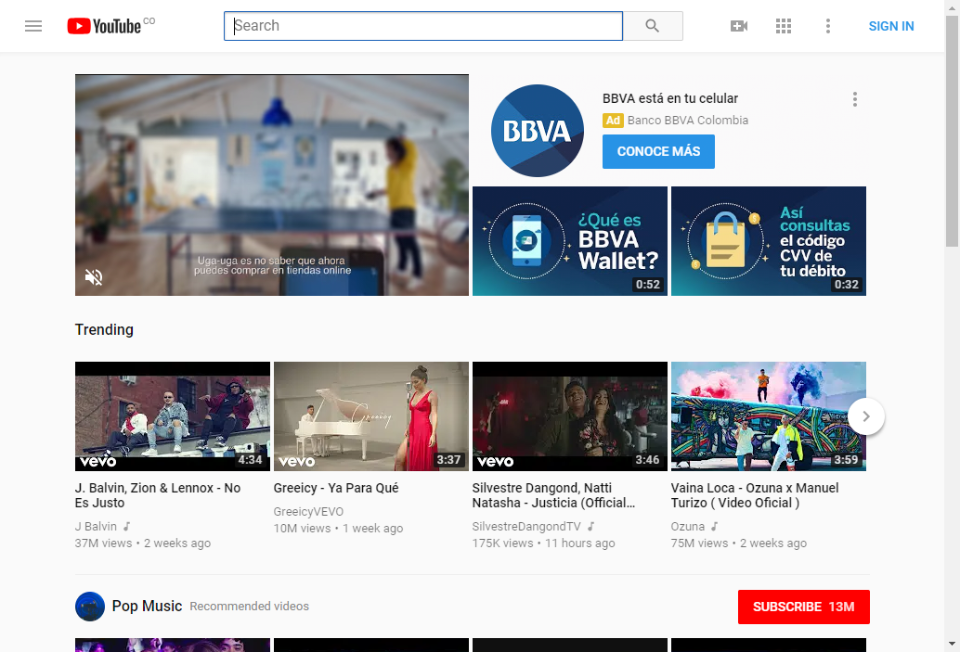 YouTube CO
Search
SIGN IN
BBVA
BBVA está en tu celular
Ad Banco BBVA Colombia
CONOCE MÁS
Uga-uga es no saber que ahora
puedes comprar en tiendas online
¿Qué es
BBVA
Wallet?
0:52
Así
consultas
el código
CVV de
tu débito
0:32
Trending
vevo 4:34
Greeicy
vevo 3:37
vevo 3:46
3:59
J. Balvin, Zion & Lennox - No
Es Justo
J Balvin
37M views • 2 weeks ago
Greeicy - Ya Para Qué
GreeicyVEVO
10M views • 1 week ago
Silvestre Dangond, Natti
Natasha - Justicia (Official...
SilvestreDangondTV
175K views • 11 hours ago
Vaina Loca - Ozuna x Manuel
Turizo ( Video Oficial )
Ozuna
75M views • 2 weeks ago
Pop Music Recommended videos
SUBSCRIBE 13M